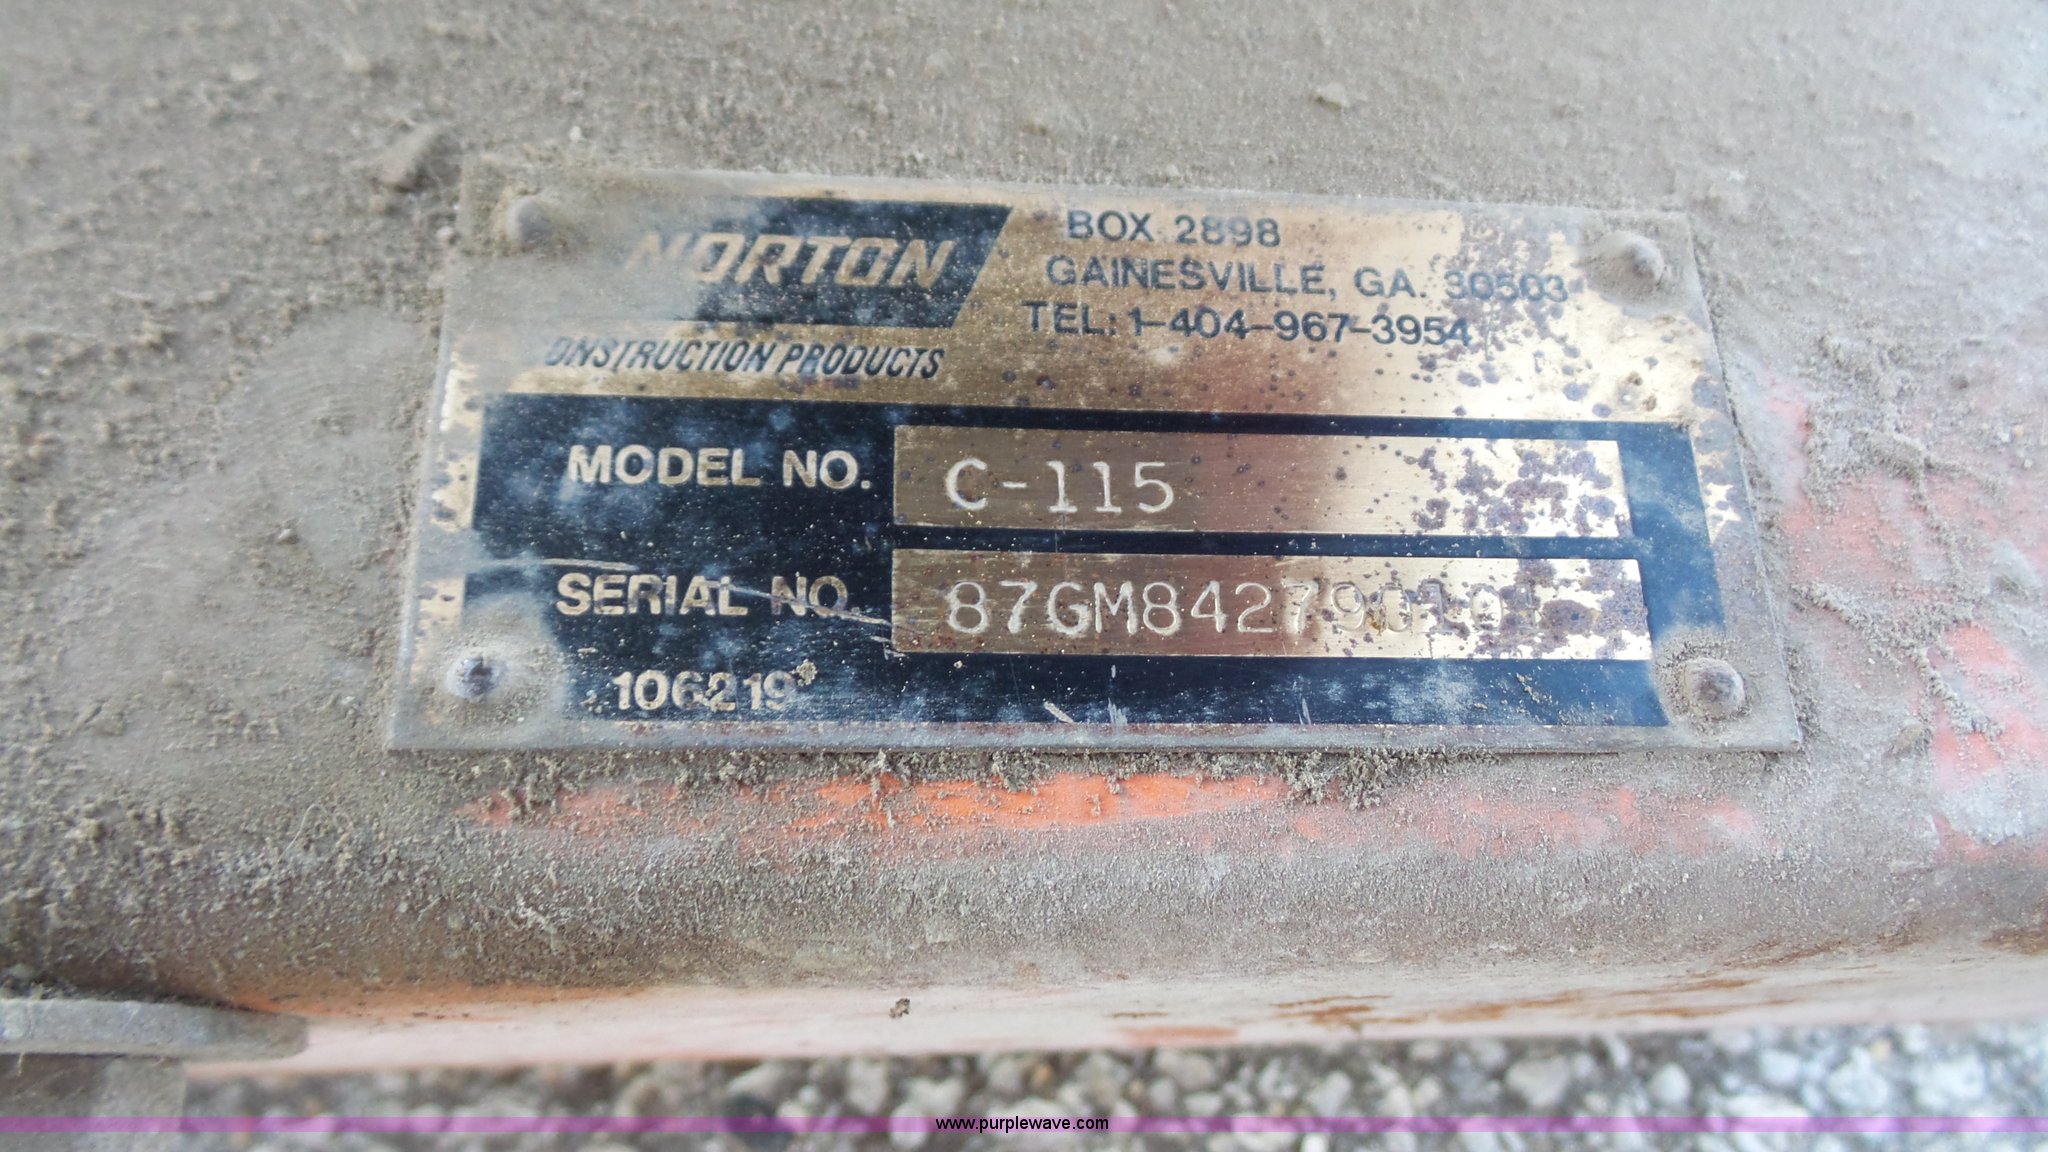 NORTON
ONSTRUCTION PRODUCTS
BOX 2898
GAINESVILLE, GA. 30503
TEL: 1-404-967-3954
MODEL NO. C-115
SERIAL NO.
106219
www.purplewave.com